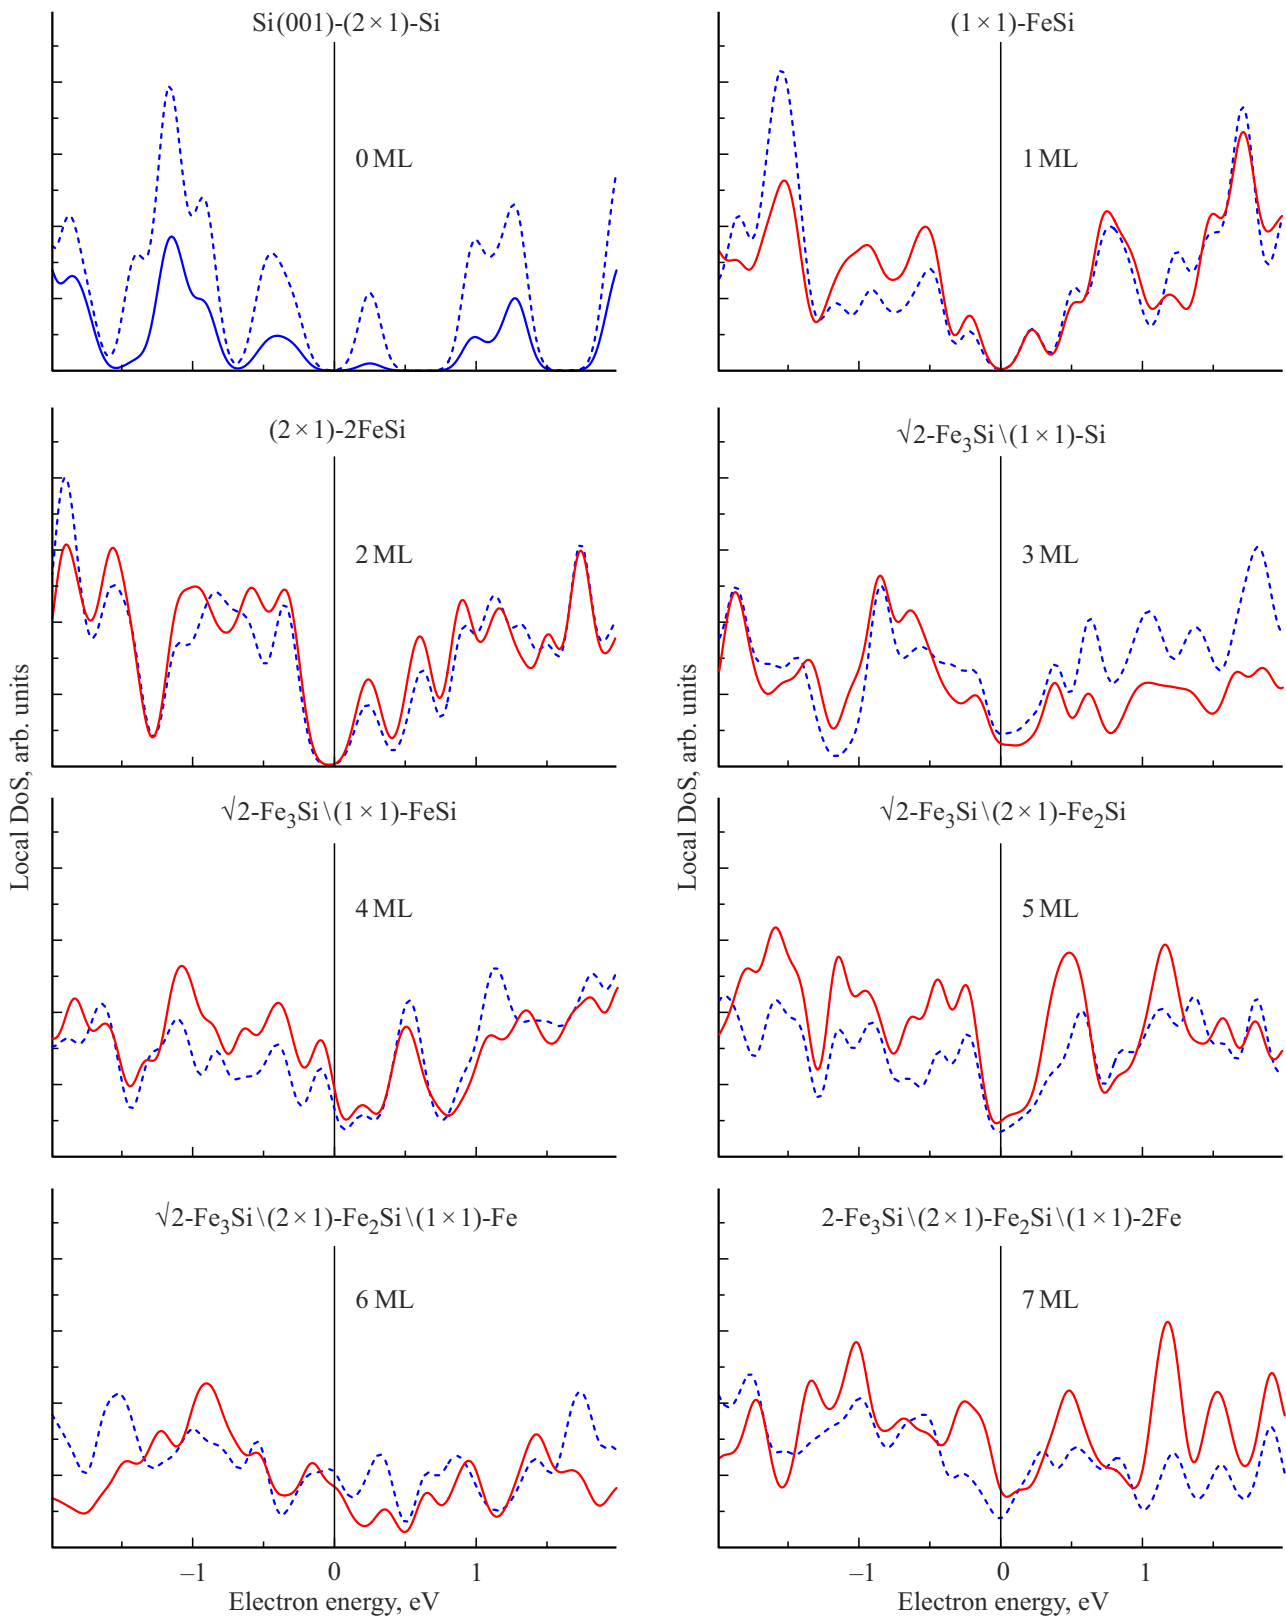 Si(001)-(2 × 1)-Si
0 ML
(1 × 1)-FeSi
1 ML
(2 × 1)-2FeSi
2 ML
√2-Fe₃Si\(1 × 1)-Si
3 ML
Local DoS, arb. units
Local DoS, arb. units
√2-Fe₃Si\(1 × 1)-FeSi
4 ML
√2-Fe₃Si\(2 × 1)-Fe₂Si
5 ML
√2-Fe₃Si\(2 × 1)-Fe₂Si\(1 × 1)-Fe
6 ML
2-Fe₃Si\(2 × 1)-Fe₂Si\(1 × 1)-2Fe
7 ML
−1 0 1
Electron energy, eV
−1 0 1
Electron energy, eV